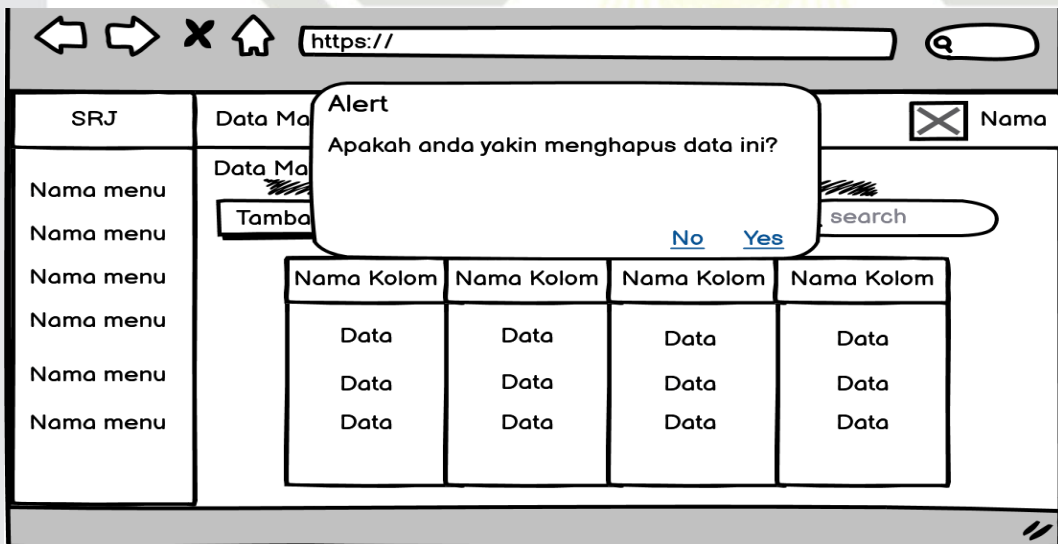 https://
SRJ
Data Ma
Nama
Alert
Apakah anda yakin menghapus data ini?
No Yes
Data Ma
Tamba
search
Nama menu
Nama menu
Nama menu
Nama menu
Nama menu
Nama menu
Nama Kolom Nama Kolom Nama Kolom Nama Kolom
Data Data Data Data
Data Data Data Data
Data Data Data Data